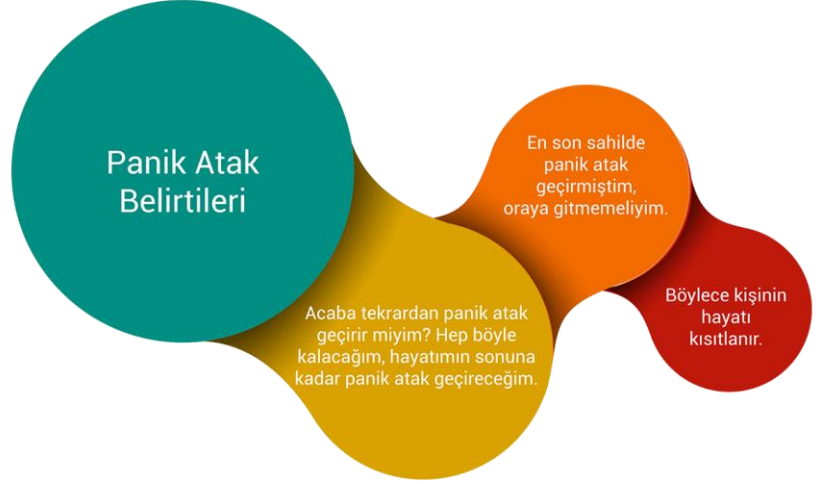 Panik Atak
Belirtileri
Acaba tekrardan panik atak
geçirir miyim? Hep böyle
kalacağım, hayatımın sonuna
kadar panik atak geçireceğim.
En son sahilde
panik atak
geçirmiştim,
oraya gitmemeliyim.
Böylece kişinin
hayatı
kısıtlanır.